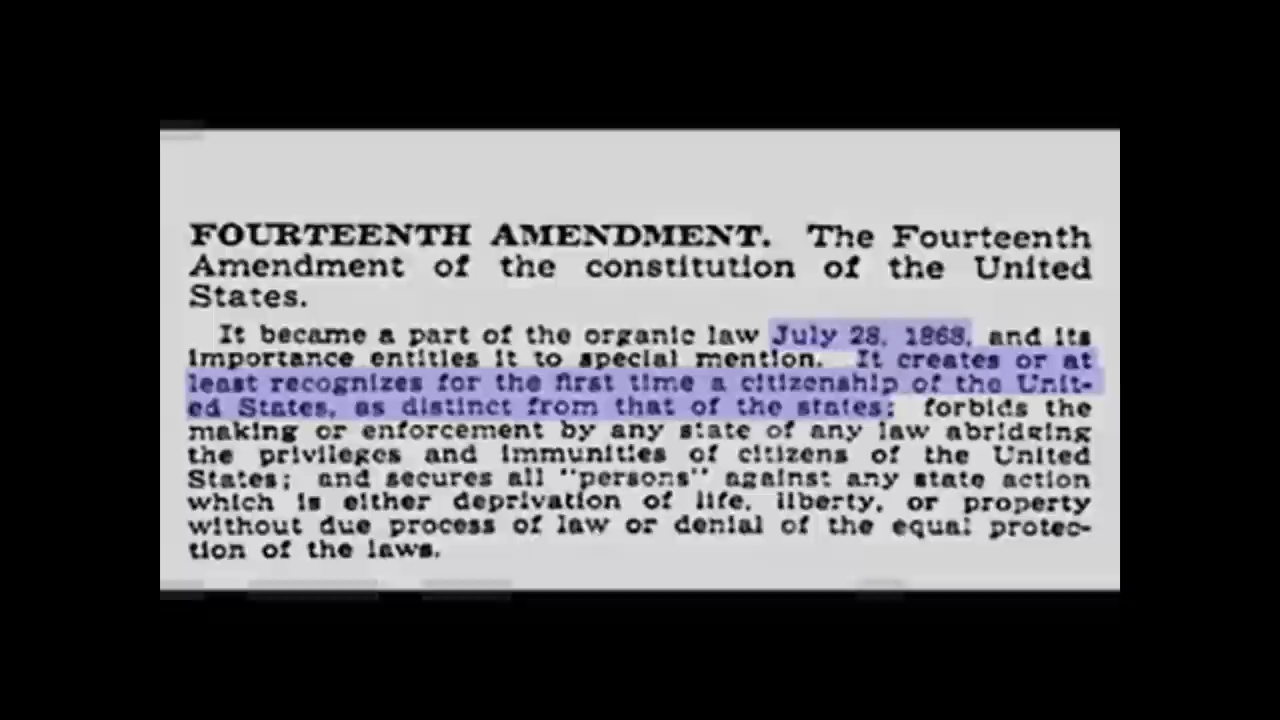 FOURTEENTH AMENDMENT. The Fourteenth
Amendment of the constitution of the United
States.
It became a part of the organic law July 28, 1868, and its
importance entitles it to special mention. It creates or at
least recognizes for the first time a citizenship of the Unit-
ed States, as distinct from that of the states; forbids the
making or enforcement by any state of any law abridging
the privileges and immunities of citizens of the United
States; and secures all "persons" against any state action
which is either deprivation of life, liberty, or property
without due process of law or denial of the equal protec-
tion of the laws.